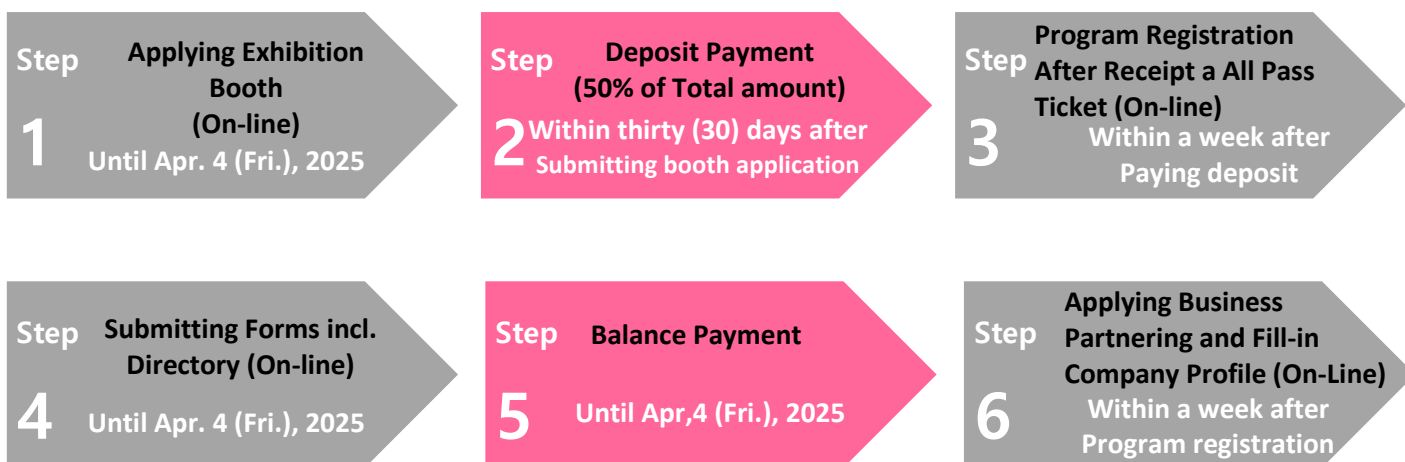 Step
1
Applying Exhibition
Booth
(On-line)
Until Apr. 4 (Fri.), 2025
Step
2
Deposit Payment
(50% of Total amount)
Within thirty (30) days after
Submitting booth application
Step
3
Program Registration
After Receipt a All Pass
Ticket (On-line)
Within a week after
Paying deposit
Step
4
Submitting Forms incl.
Directory (On-line)
Until Apr. 4 (Fri.), 2025
Step
5
Balance Payment
Until Apr,4 (Fri.), 2025
Step
6
Applying Business
Partnering and Fill-in
Company Profile (On-Line)
Within a week after
Program registration